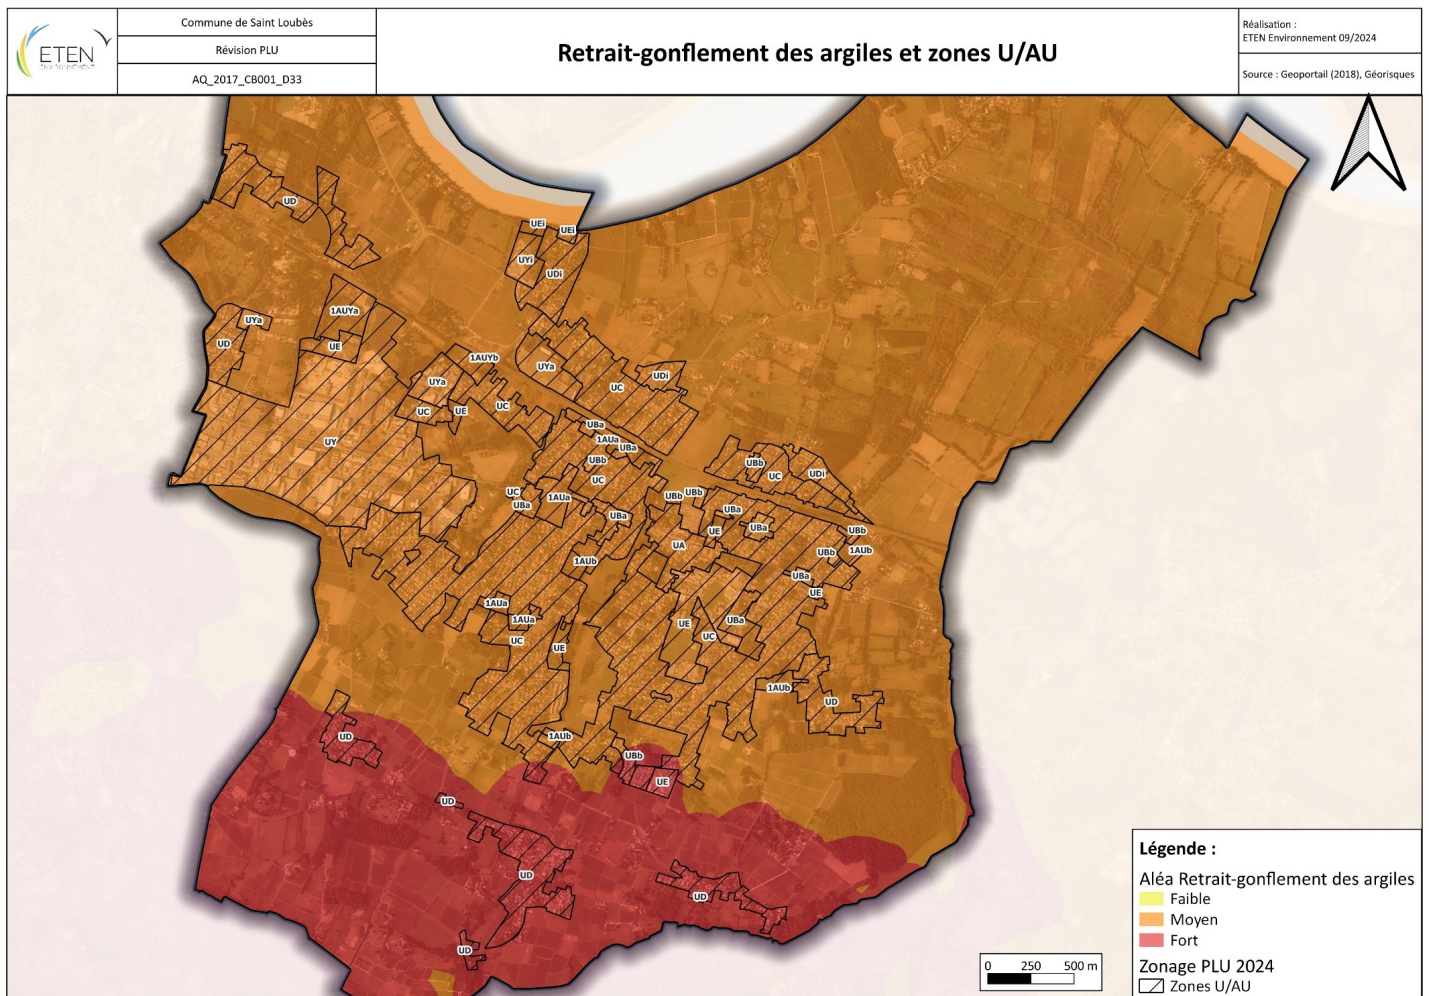 ETEN
ENVIRONNEMENT
Commune de Saint Loubès
Révision PLU
AQ_2017_CB001_D33
Retrait-gonflement des argiles et zones U/AU
Réalisation :
ETEN Environnement 09/2024
Source : Geoportail (2018), Géorisques
UD
UEi
UEi
UYi
UDi
1AUYa
UYa
UD
UE
1AUYb
UYa
UYa
UDi
UC
UC
UE
UC
UBa
UY
1AUa
UBa
UBb
UC
UBb
UC
UDi
UC
UBa
1AUa
UBb
UBb
UBa
UBa
UBa
UE
UBb
UA
UBb
1AUb
1AUb
UBa
UE
1AUa
1AUa
UE
UBa
UC
UC
UE
1AUb
UD
UD
1AUb
UBb
UE
UD
UD
UD
UD
Légende :
Aléa Retrait-gonflement des argiles
Faible
Moyen
Fort
Zonage PLU 2024
Zones U/AU
0 250 500 m